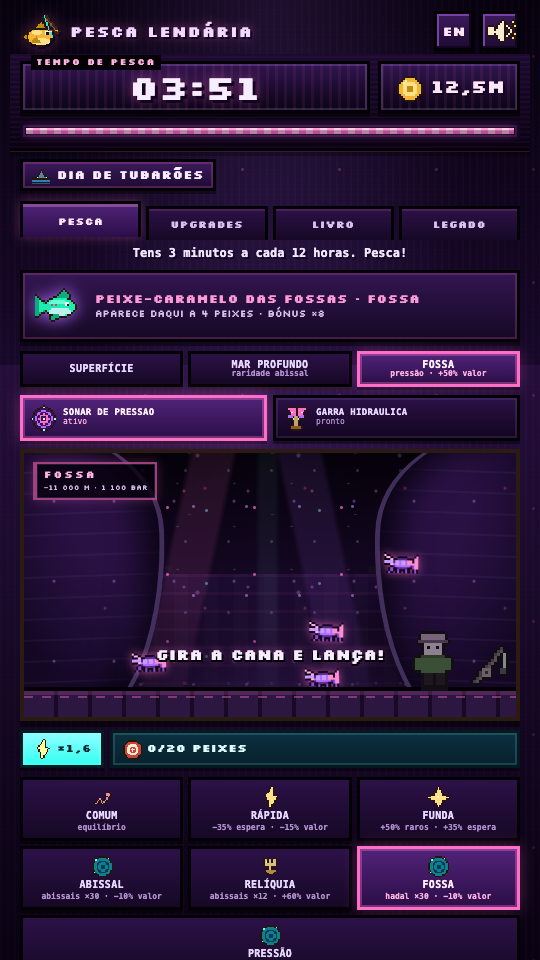 PESCA LENDÁRIA
EN
TEMPO DE PESCA
03:51
12,5M
DIA DE TUBARÕES
PESCA
UPGRADES
LIVRO
LEGADO
Tens 3 minutos a cada 12 horas. Pesca!
PEIXE-CARAMELO DAS FOSSAS · FOSSA
APARECE DAQUI A 4 PEIXES · BÓNUS ×8
SUPERFÍCIE
MAR PROFUNDO
raridade abissal
FOSSA
pressão · +50% valor
SONAR DE PRESSAO
ativo
GARRA HIDRAULICA
pronto
FOSSA
-11 000 M · 1 100 BAR
GIRA A CANA E LANÇA!
×1,6
0/20 PEIXES
COMUM
equilíbrio
RÁPIDA
-35% espera · -15% valor
FUNDA
+50% raros · +35% espera
ABISSAL
abissais ×30 · -10% valor
RELÍQUIA
abissais ×12 · +60% valor
FOSSA
hadal ×30 · -10% valor
PRESSÃO